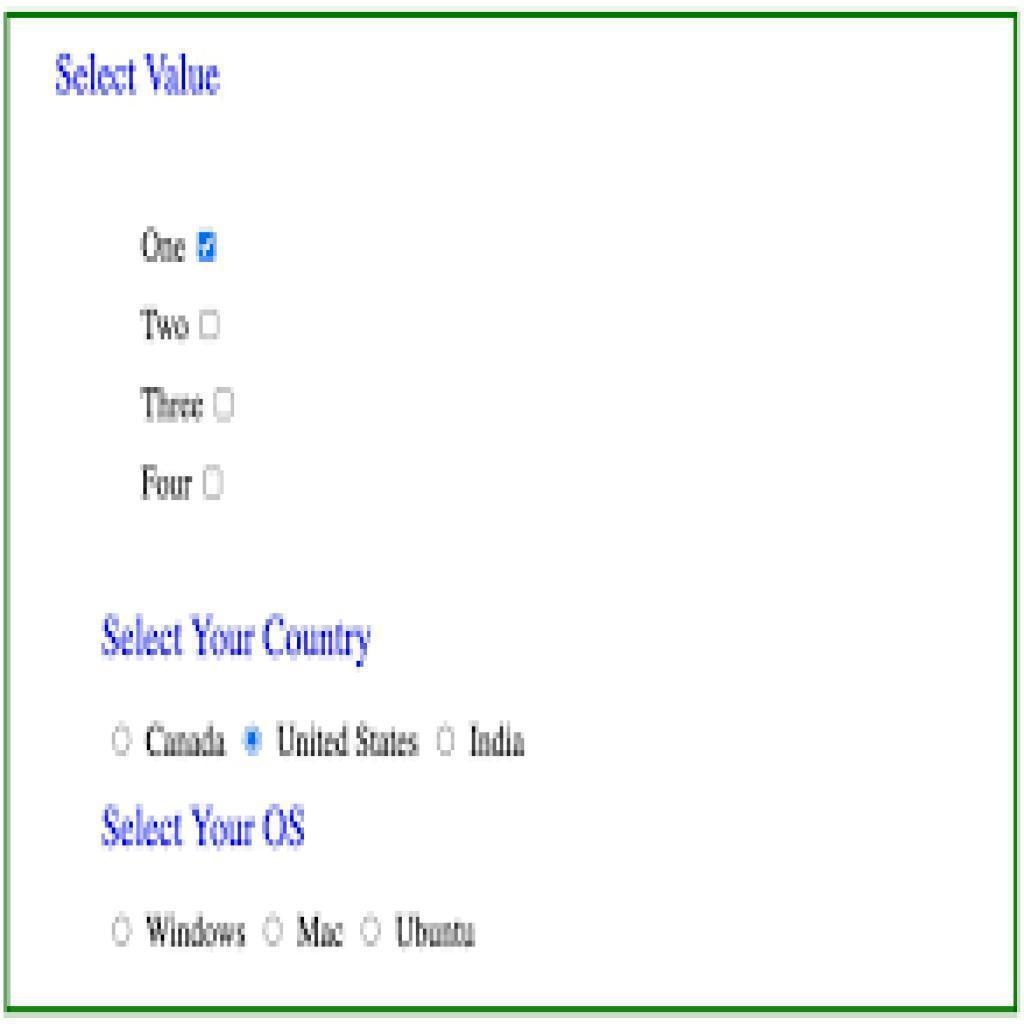 Select Value
One
Two
Three
Four
Select Your Country
Canada United States India
Select Your OS
Windows Mac Ubuntu